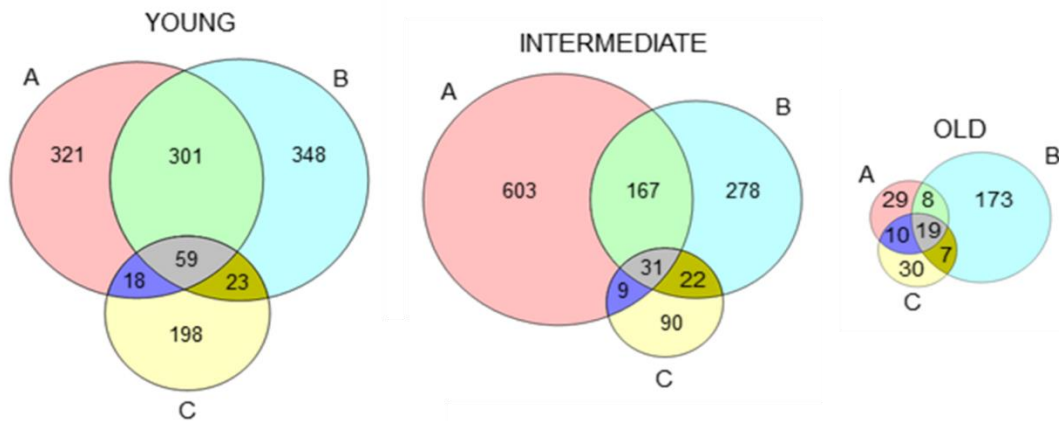 YOUNG
A
B
321
301
348
59
18
23
198
C
INTERMEDIATE
A
B
603
167
278
31
9
22
90
C
OLD
A
B
29
8
173
10
19
7
30
C